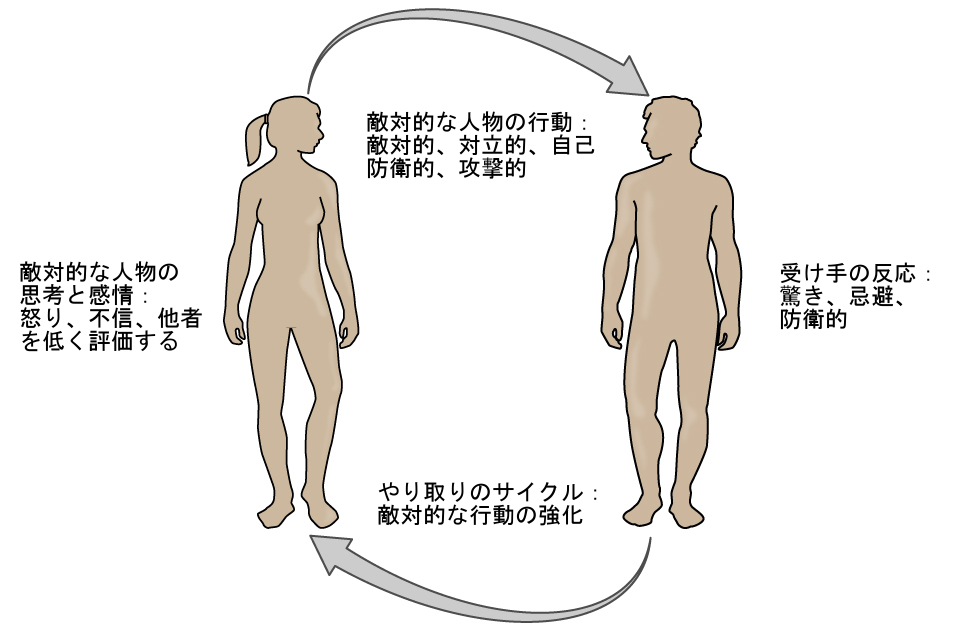 敵対的な人物の行動：
敵対的、対立的、自己
防衛的、攻撃的
敵対的な人物の
思考と感情：
怒り、不信、他者
を低く評価する
受け手の反応：
驚き、忌避、
防衛的
やり取りのサイクル：
敵対的な行動の強化